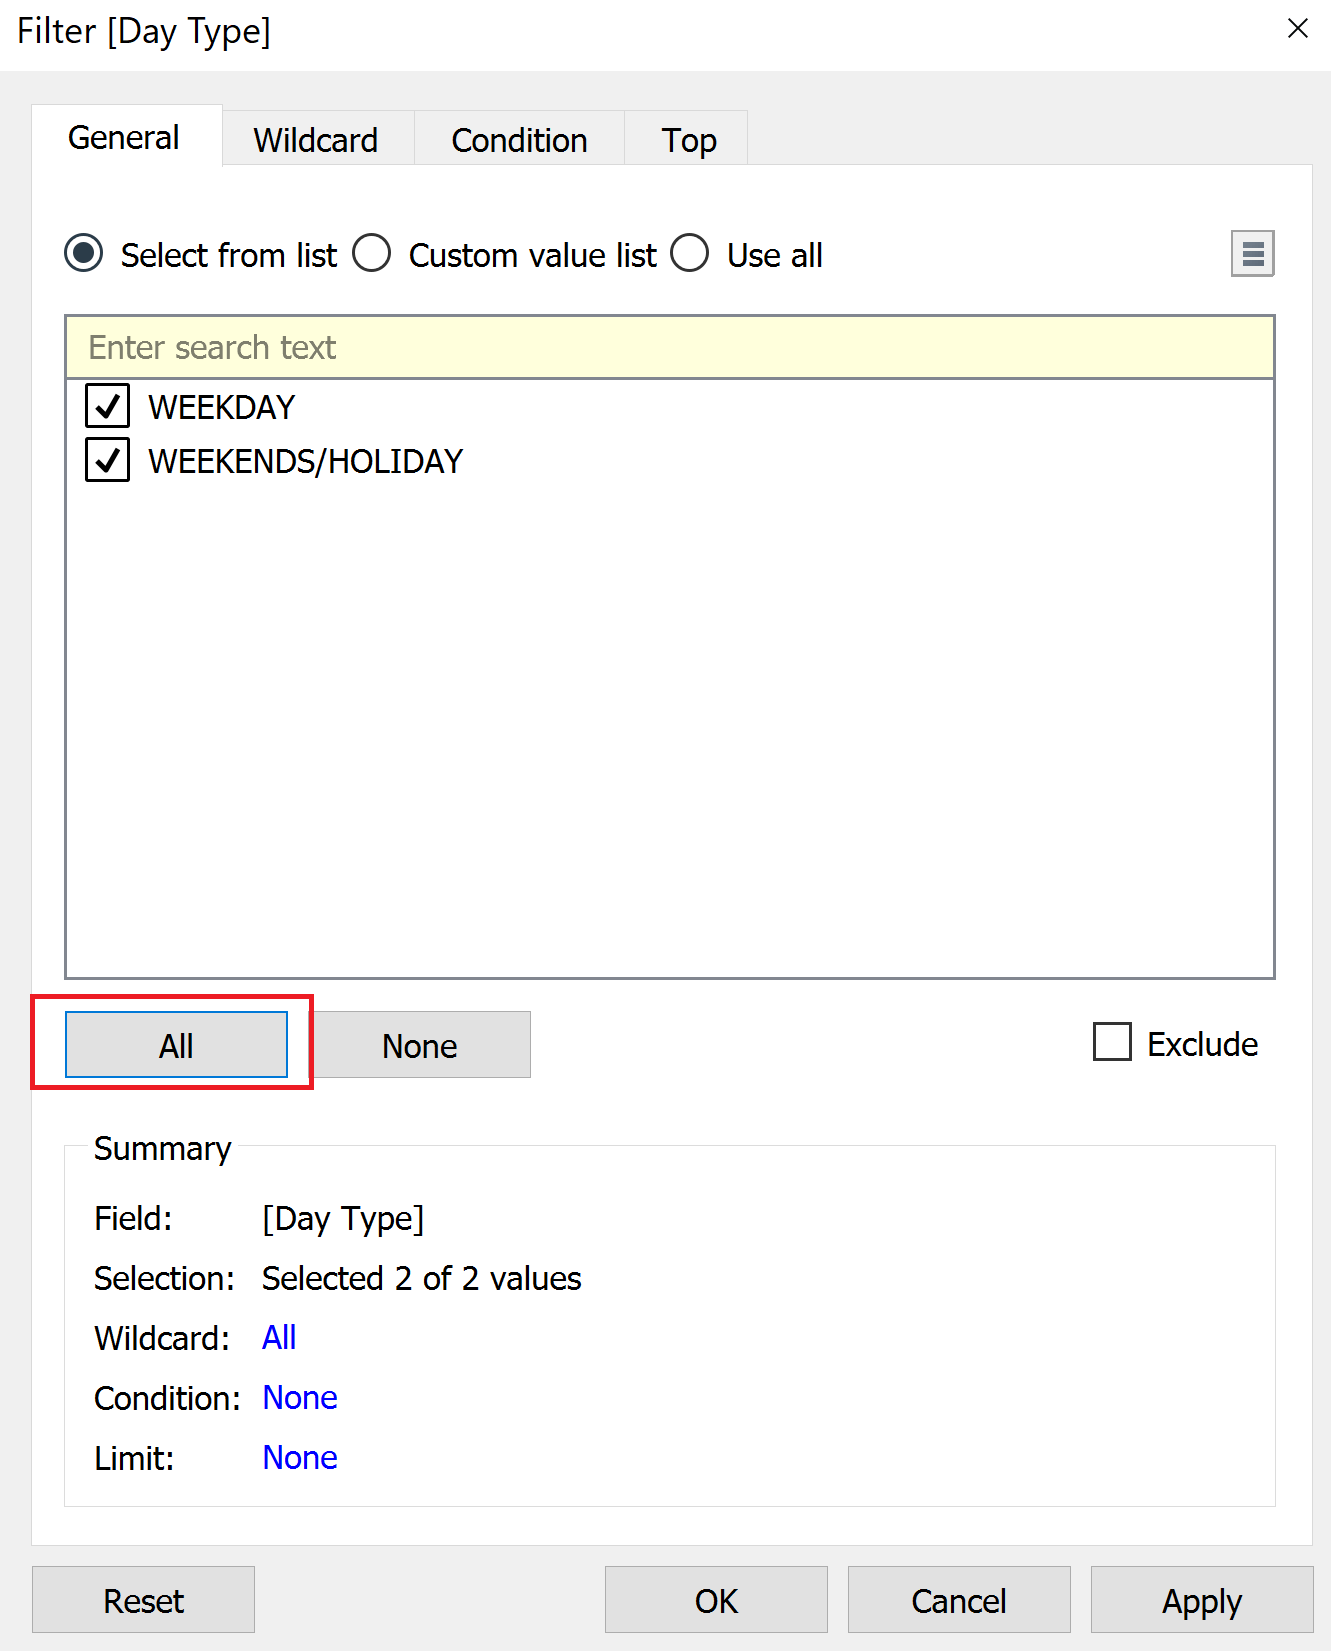 Filter [Day Type]
General Wildcard Condition Top
Select from list Custom value list Use all
Enter search text
WEEKDAY
WEEKENDS/HOLIDAY
All None Exclude
Summary
Field: [Day Type]
Selection: Selected 2 of 2 values
Wildcard: All
Condition: None
Limit: None
Reset OK Cancel Apply